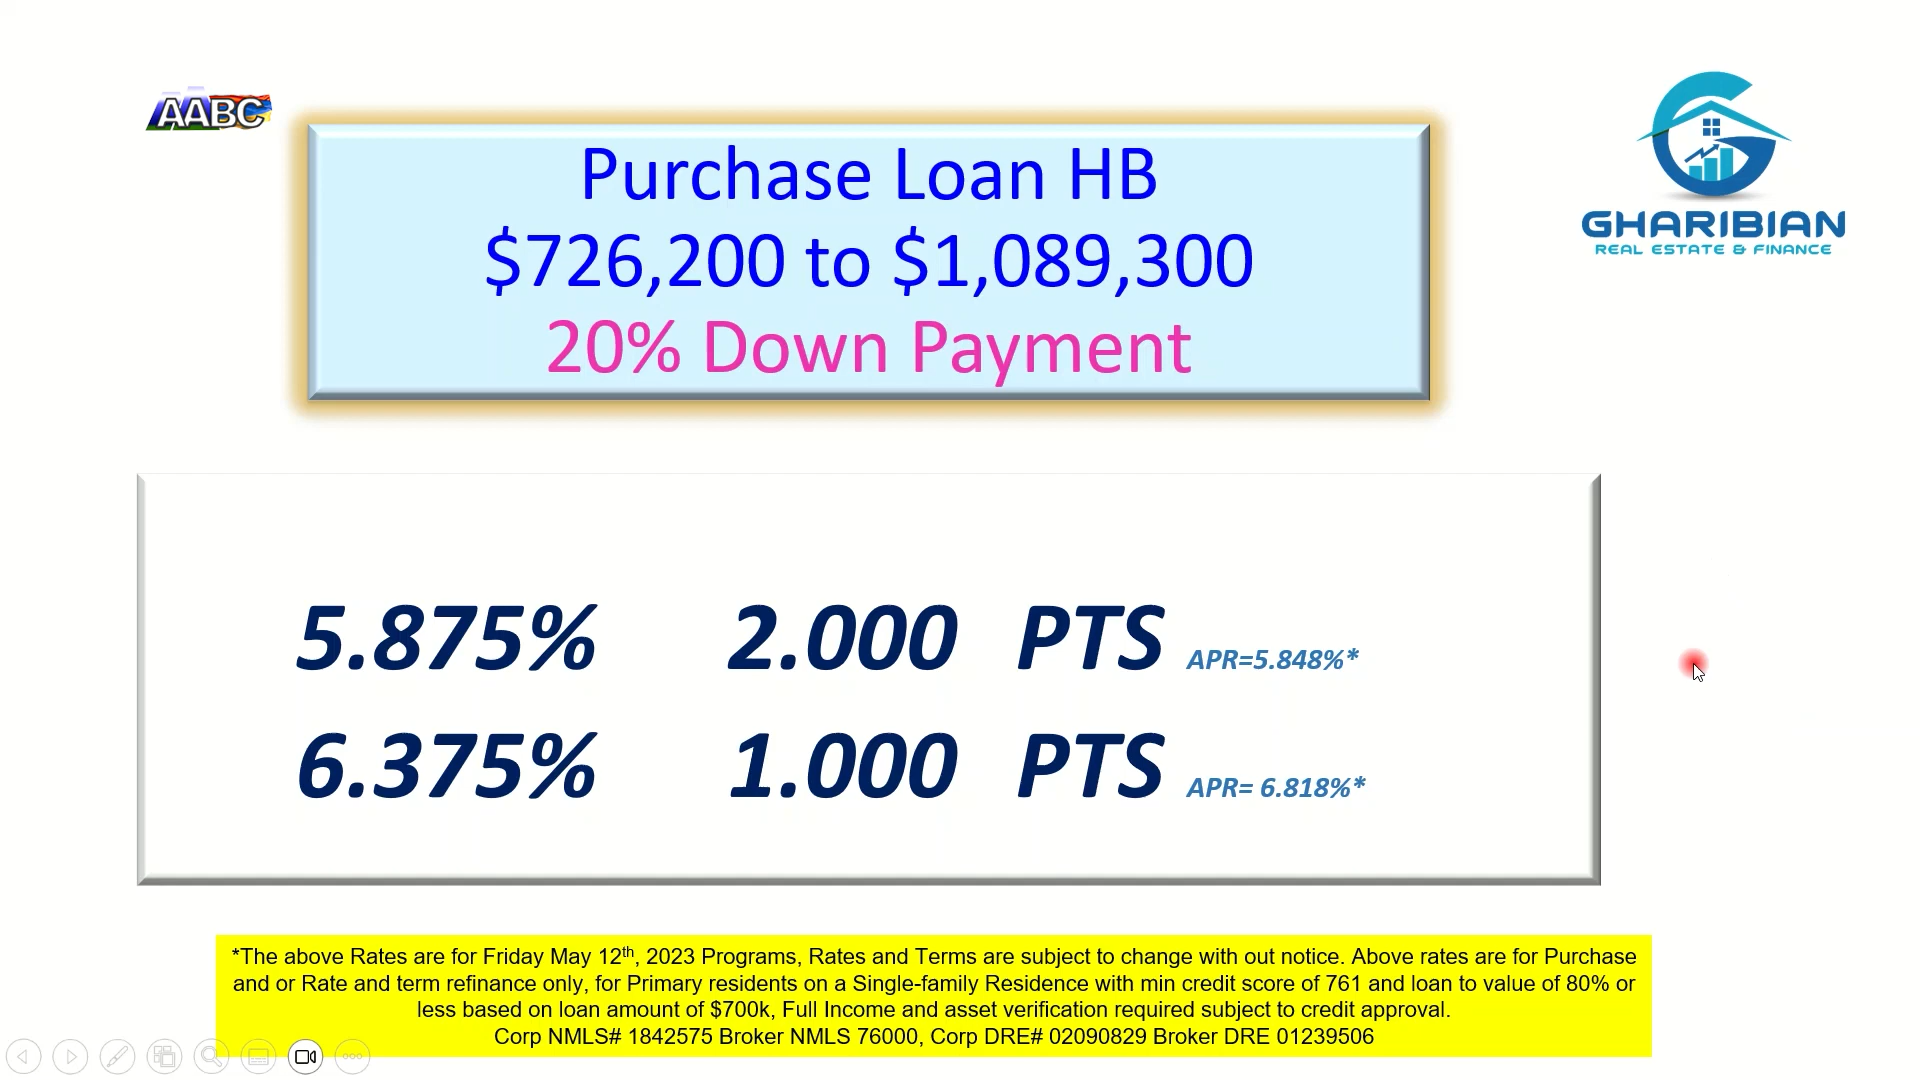 AABC
Purchase Loan HB
$726,200 to $1,089,300
20% Down Payment
GHARIBIAN
REAL ESTATE & FINANCE
5.875% 2.000 PTS APR=5.848%*
6.375% 1.000 PTS APR= 6.818%*
*The above Rates are for Friday May 12th, 2023 Programs, Rates and Terms are subject to change with out notice. Above rates are for Purchase
and or Rate and term refinance only, for Primary residents on a Single-family Residence with min credit score of 761 and loan to value of 80% or
less based on loan amount of $700k, Full Income and asset verification required subject to credit approval.
Corp NMLS# 1842575 Broker NMLS 76000, Corp DRE# 02090829 Broker DRE 01239506